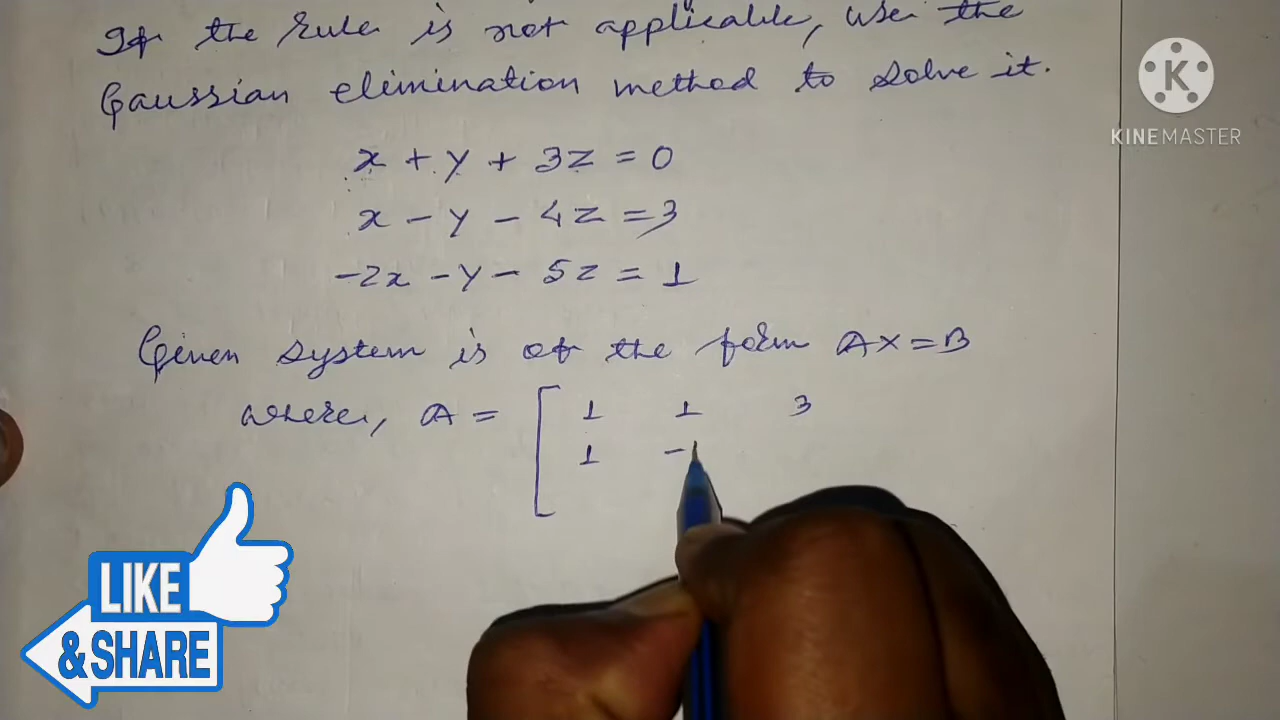 If the rule is not applicable, use the
Gaussian elimination method to solve it.
K
KINEMASTER
x + y + 3z = 0
x - y - 4z = 3
-2x - y - 5z = 1
Given system is of the form AX = B
where, A = [ 1 1 3
1 -1
LIKE
& SHARE